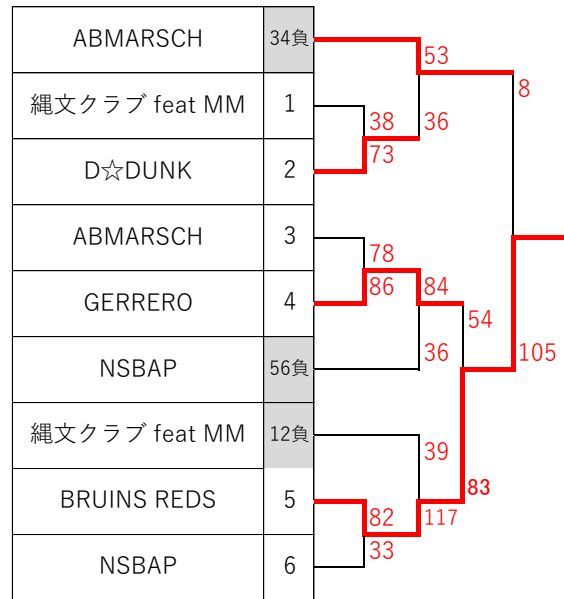 ABMARSCH 34負
縄文クラブ feat MM 1
D☆DUNK 2
ABMARSCH 3
GERRERO 4
NSBAP 56負
縄文クラブ feat MM 12負
BRUINS REDS 5
NSBAP 6
53
8
38
36
73
78
86
84
54
36
105
39
83
82
117
33